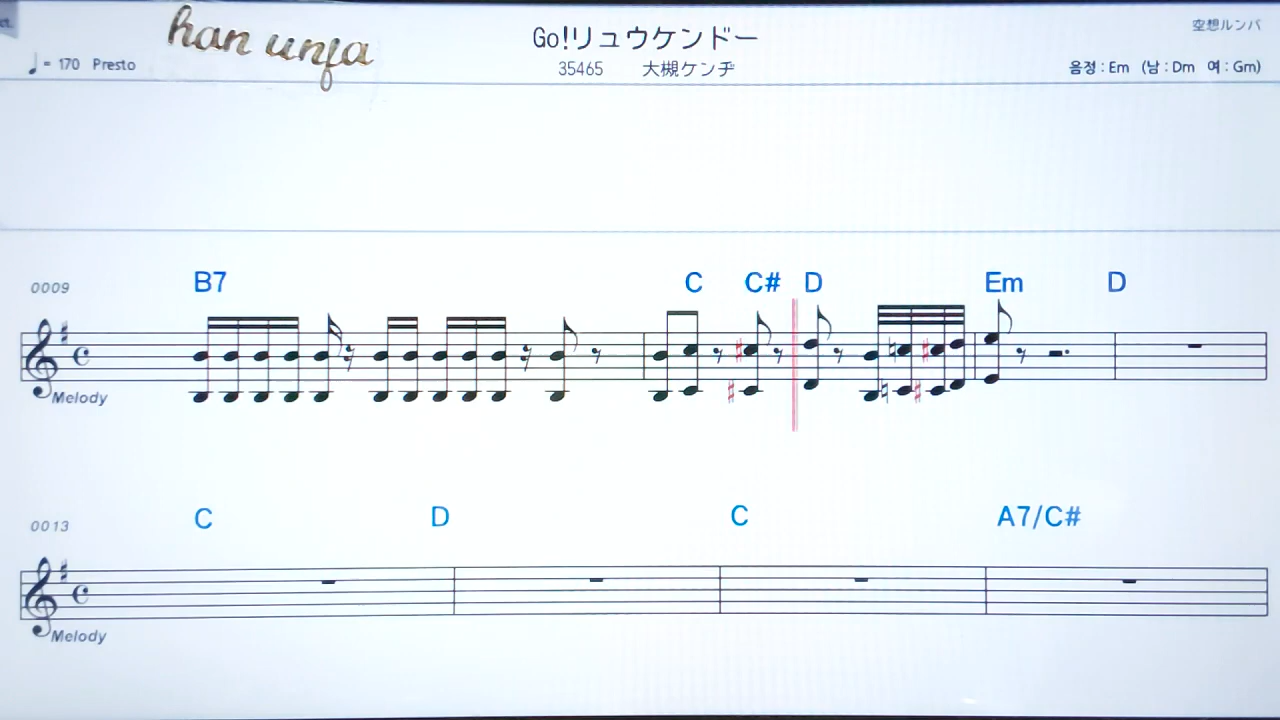 han unfa
Go!リュウケンドー
空想ルンバ
♩= 170 Presto
35465 大槻ケンヂ
음정 : Em (남 : Dm 여 : Gm)
0009 B7 C C# D Em D
Melody
0013 C D C A7/C#
Melody